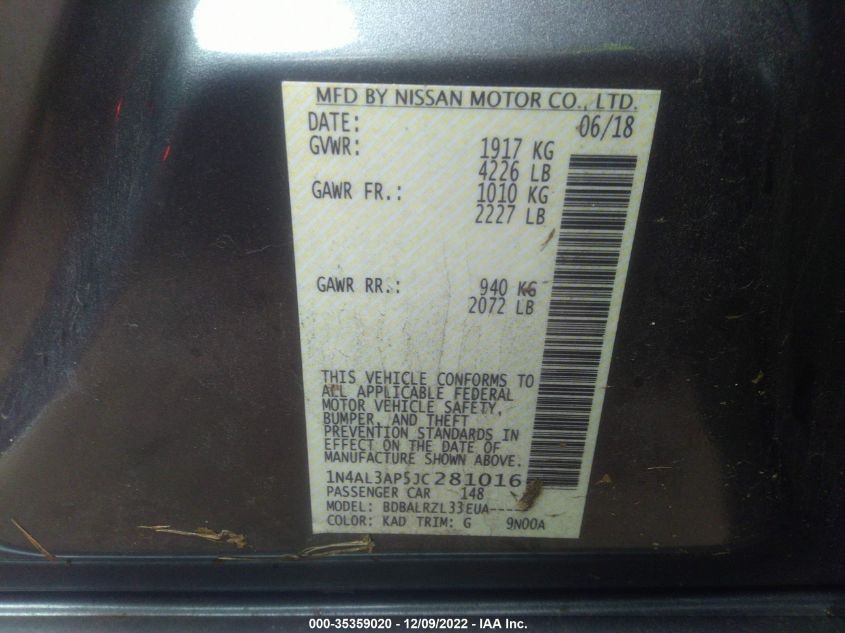 MFD BY NISSAN MOTOR CO., LTD.
DATE: 06/18
GVWR: 1917 KG
4226 LB
GAWR FR.: 1010 KG
2227 LB
GAWR RR.: 940 KG
2072 LB
THIS VEHICLE CONFORMS TO
ALL APPLICABLE FEDERAL
MOTOR VEHICLE SAFETY,
BUMPER, AND THEFT
PREVENTION STANDARDS IN
EFFECT ON THE DATE OF
MANUFACTURE SHOWN ABOVE.
1N4AL3AP5JC281016
PASSENGER CAR 148
MODEL: BDBALRZL33EUA----
COLOR: KAD TRIM: G 9N00A
000-35359020 - 12/09/2022 - IAA Inc.